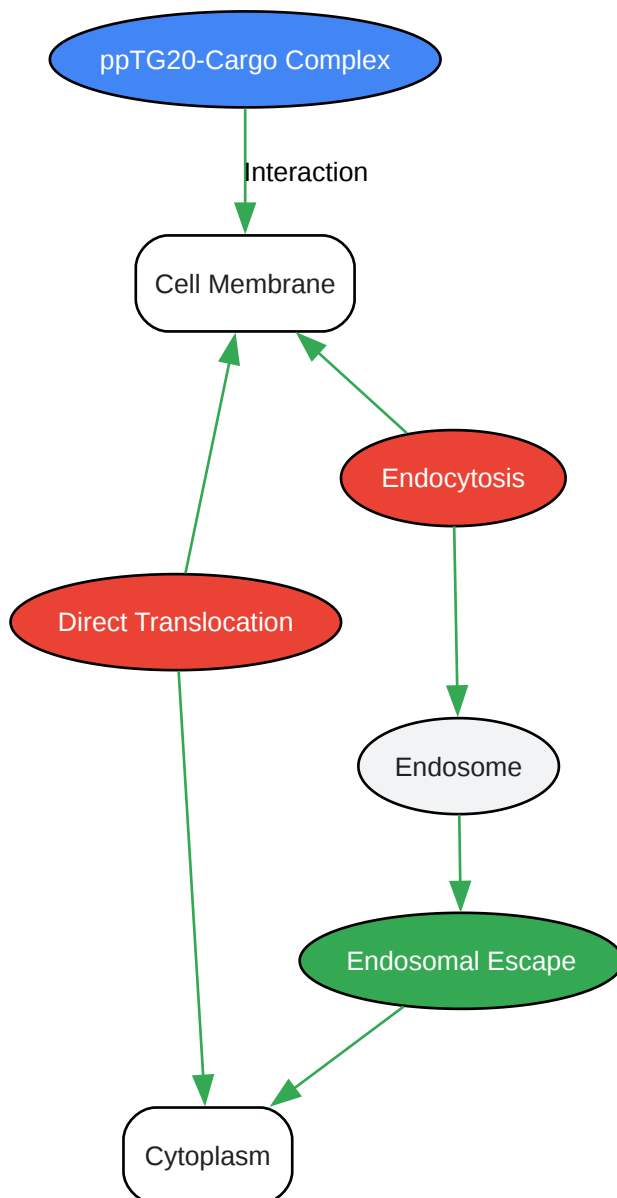 ppTG20-Cargo Complex
Interaction
Cell Membrane
Endocytosis
Direct Translocation
Endosome
Endosomal Escape
Cytoplasm